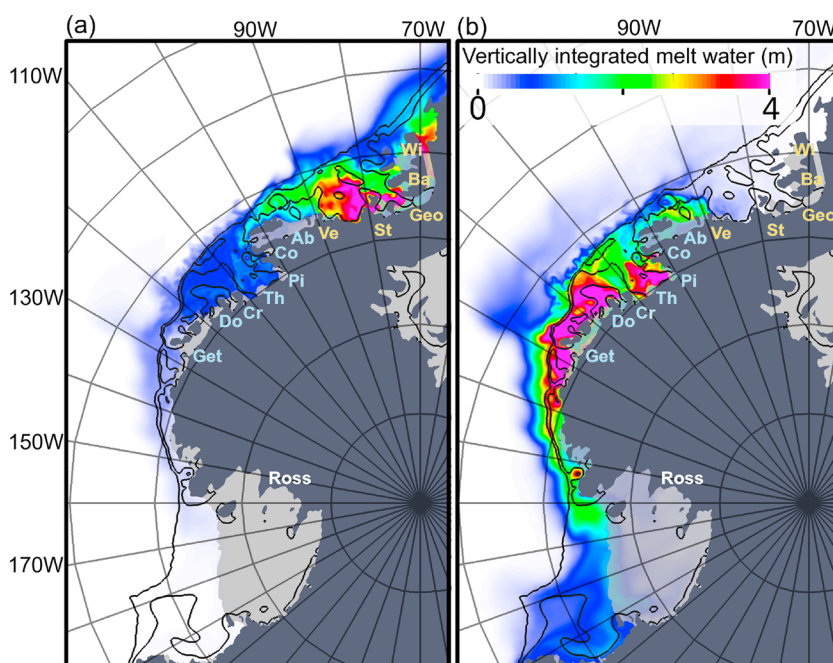 (a)
90W
70W
(b)
90W
70W
Vertically integrated melt water (m)
0
4
110W
130W
150W
170W
Wi
Ba
Geo
St
Ve
Ab
Co
Pi
Th
Cr
Do
Get
Ross
Wi
Ba
Geo
St
Ve
Ab
Co
Pi
Th
Cr
Do
Get
Ross